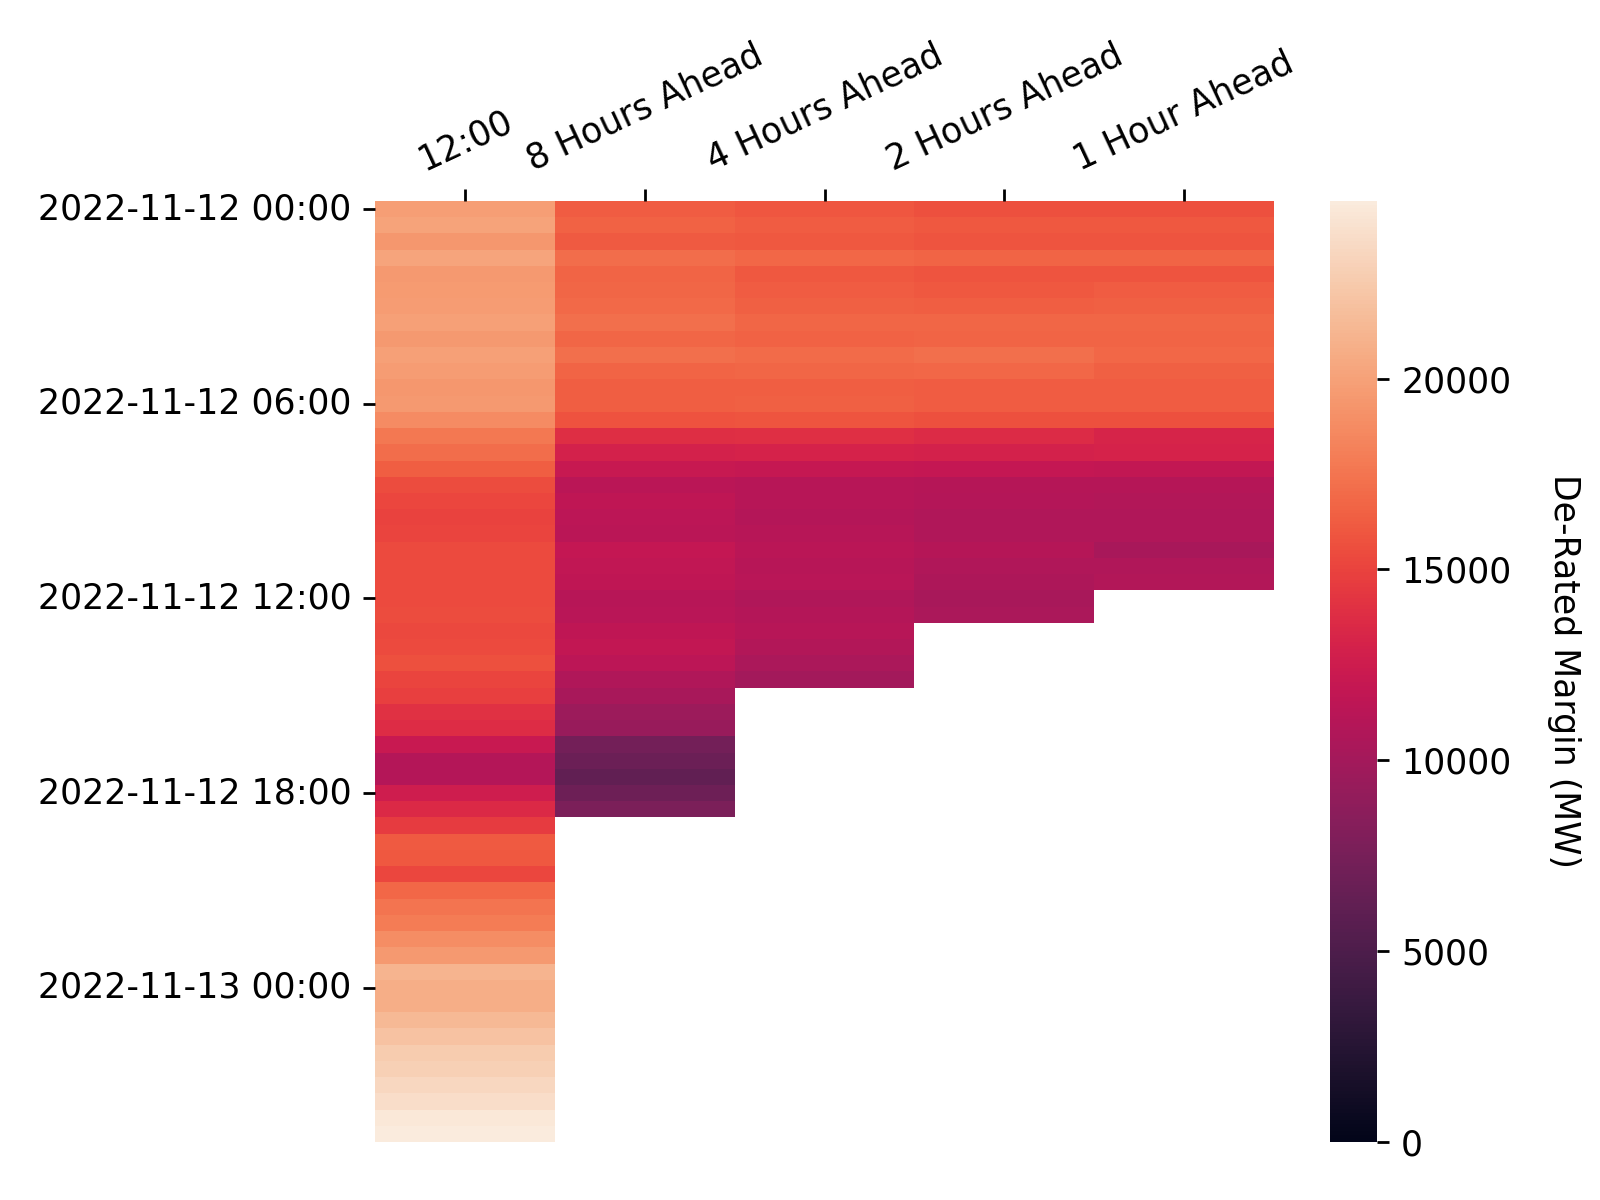 12:00
8 Hours Ahead
4 Hours Ahead
2 Hours Ahead
1 Hour Ahead
2022-11-12 00:00
2022-11-12 06:00
2022-11-12 12:00
2022-11-12 18:00
2022-11-13 00:00
20000
15000
10000
5000
0
De-Rated Margin (MW)